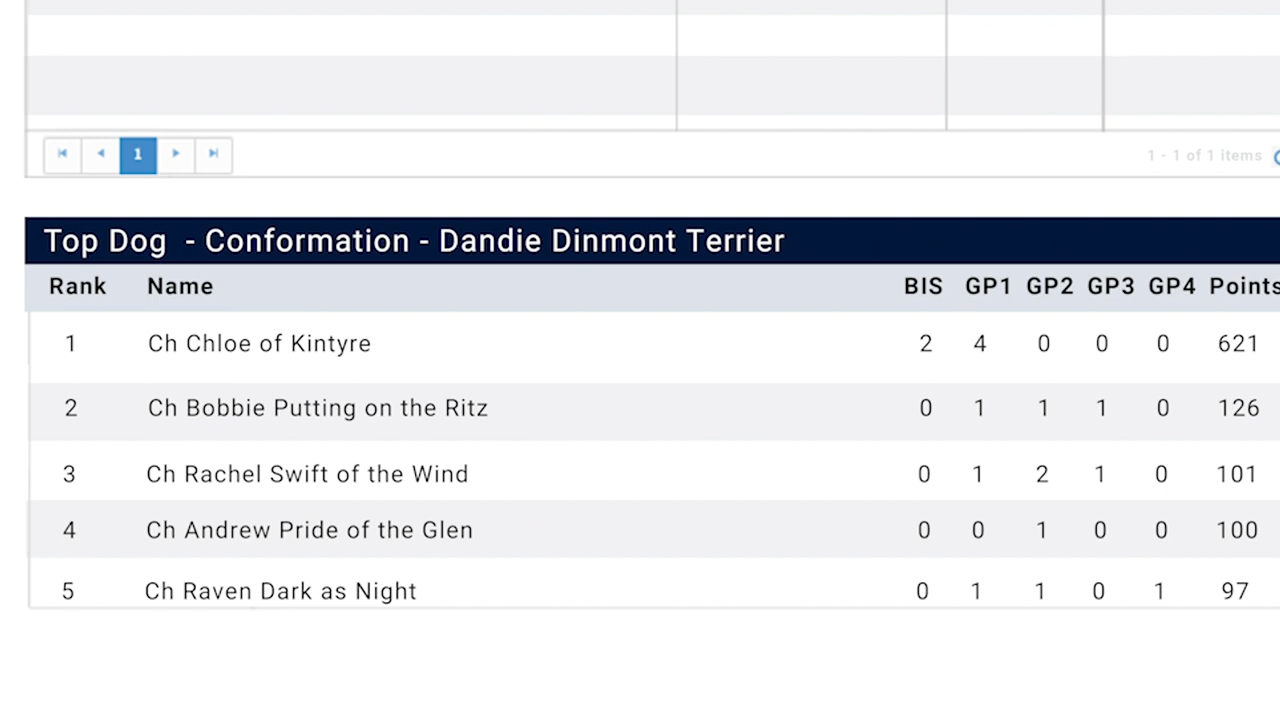 1
1 - 1 of 1 items
Top Dog - Conformation - Dandie Dinmont Terrier
Rank Name BIS GP1 GP2 GP3 GP4 Points
1 Ch Chloe of Kintyre 2 4 0 0 0 621
2 Ch Bobbie Putting on the Ritz 0 1 1 1 0 126
3 Ch Rachel Swift of the Wind 0 1 2 1 0 101
4 Ch Andrew Pride of the Glen 0 0 1 0 0 100
5 Ch Raven Dark as Night 0 1 1 0 1 97